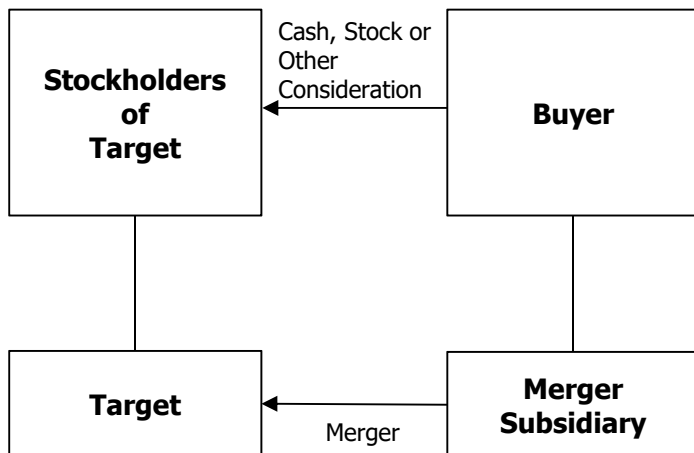 Stockholders
of
Target
Cash, Stock or
Other
Consideration
Buyer
Target
Merger
Merger
Subsidiary